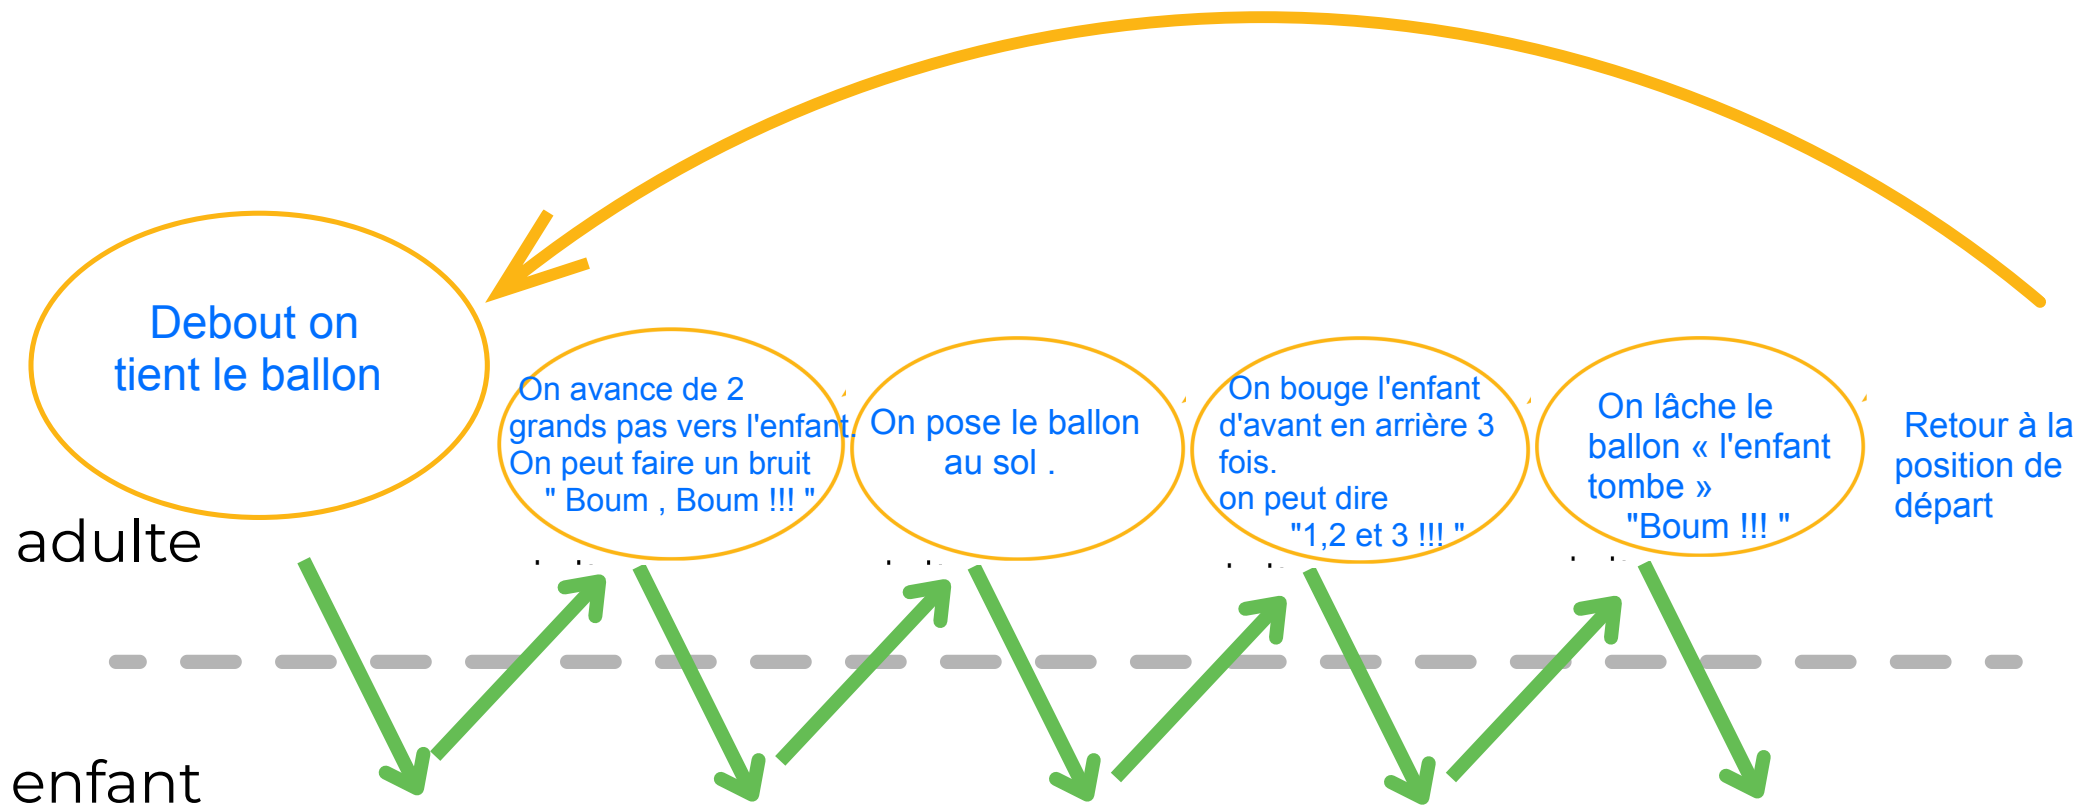 Debout on
tient le ballon
On avance de 2
grands pas vers l'enfant.
On peut faire un bruit
" Boum , Boum !!! "
On pose le ballon
au sol .
On bouge l'enfant
d'avant en arrière 3
fois.
on peut dire
"1,2 et 3 !!! "
On lâche le
ballon « l'enfant
tombe »
"Boum !!! "
Retour à la
position de
départ
adulte
enfant